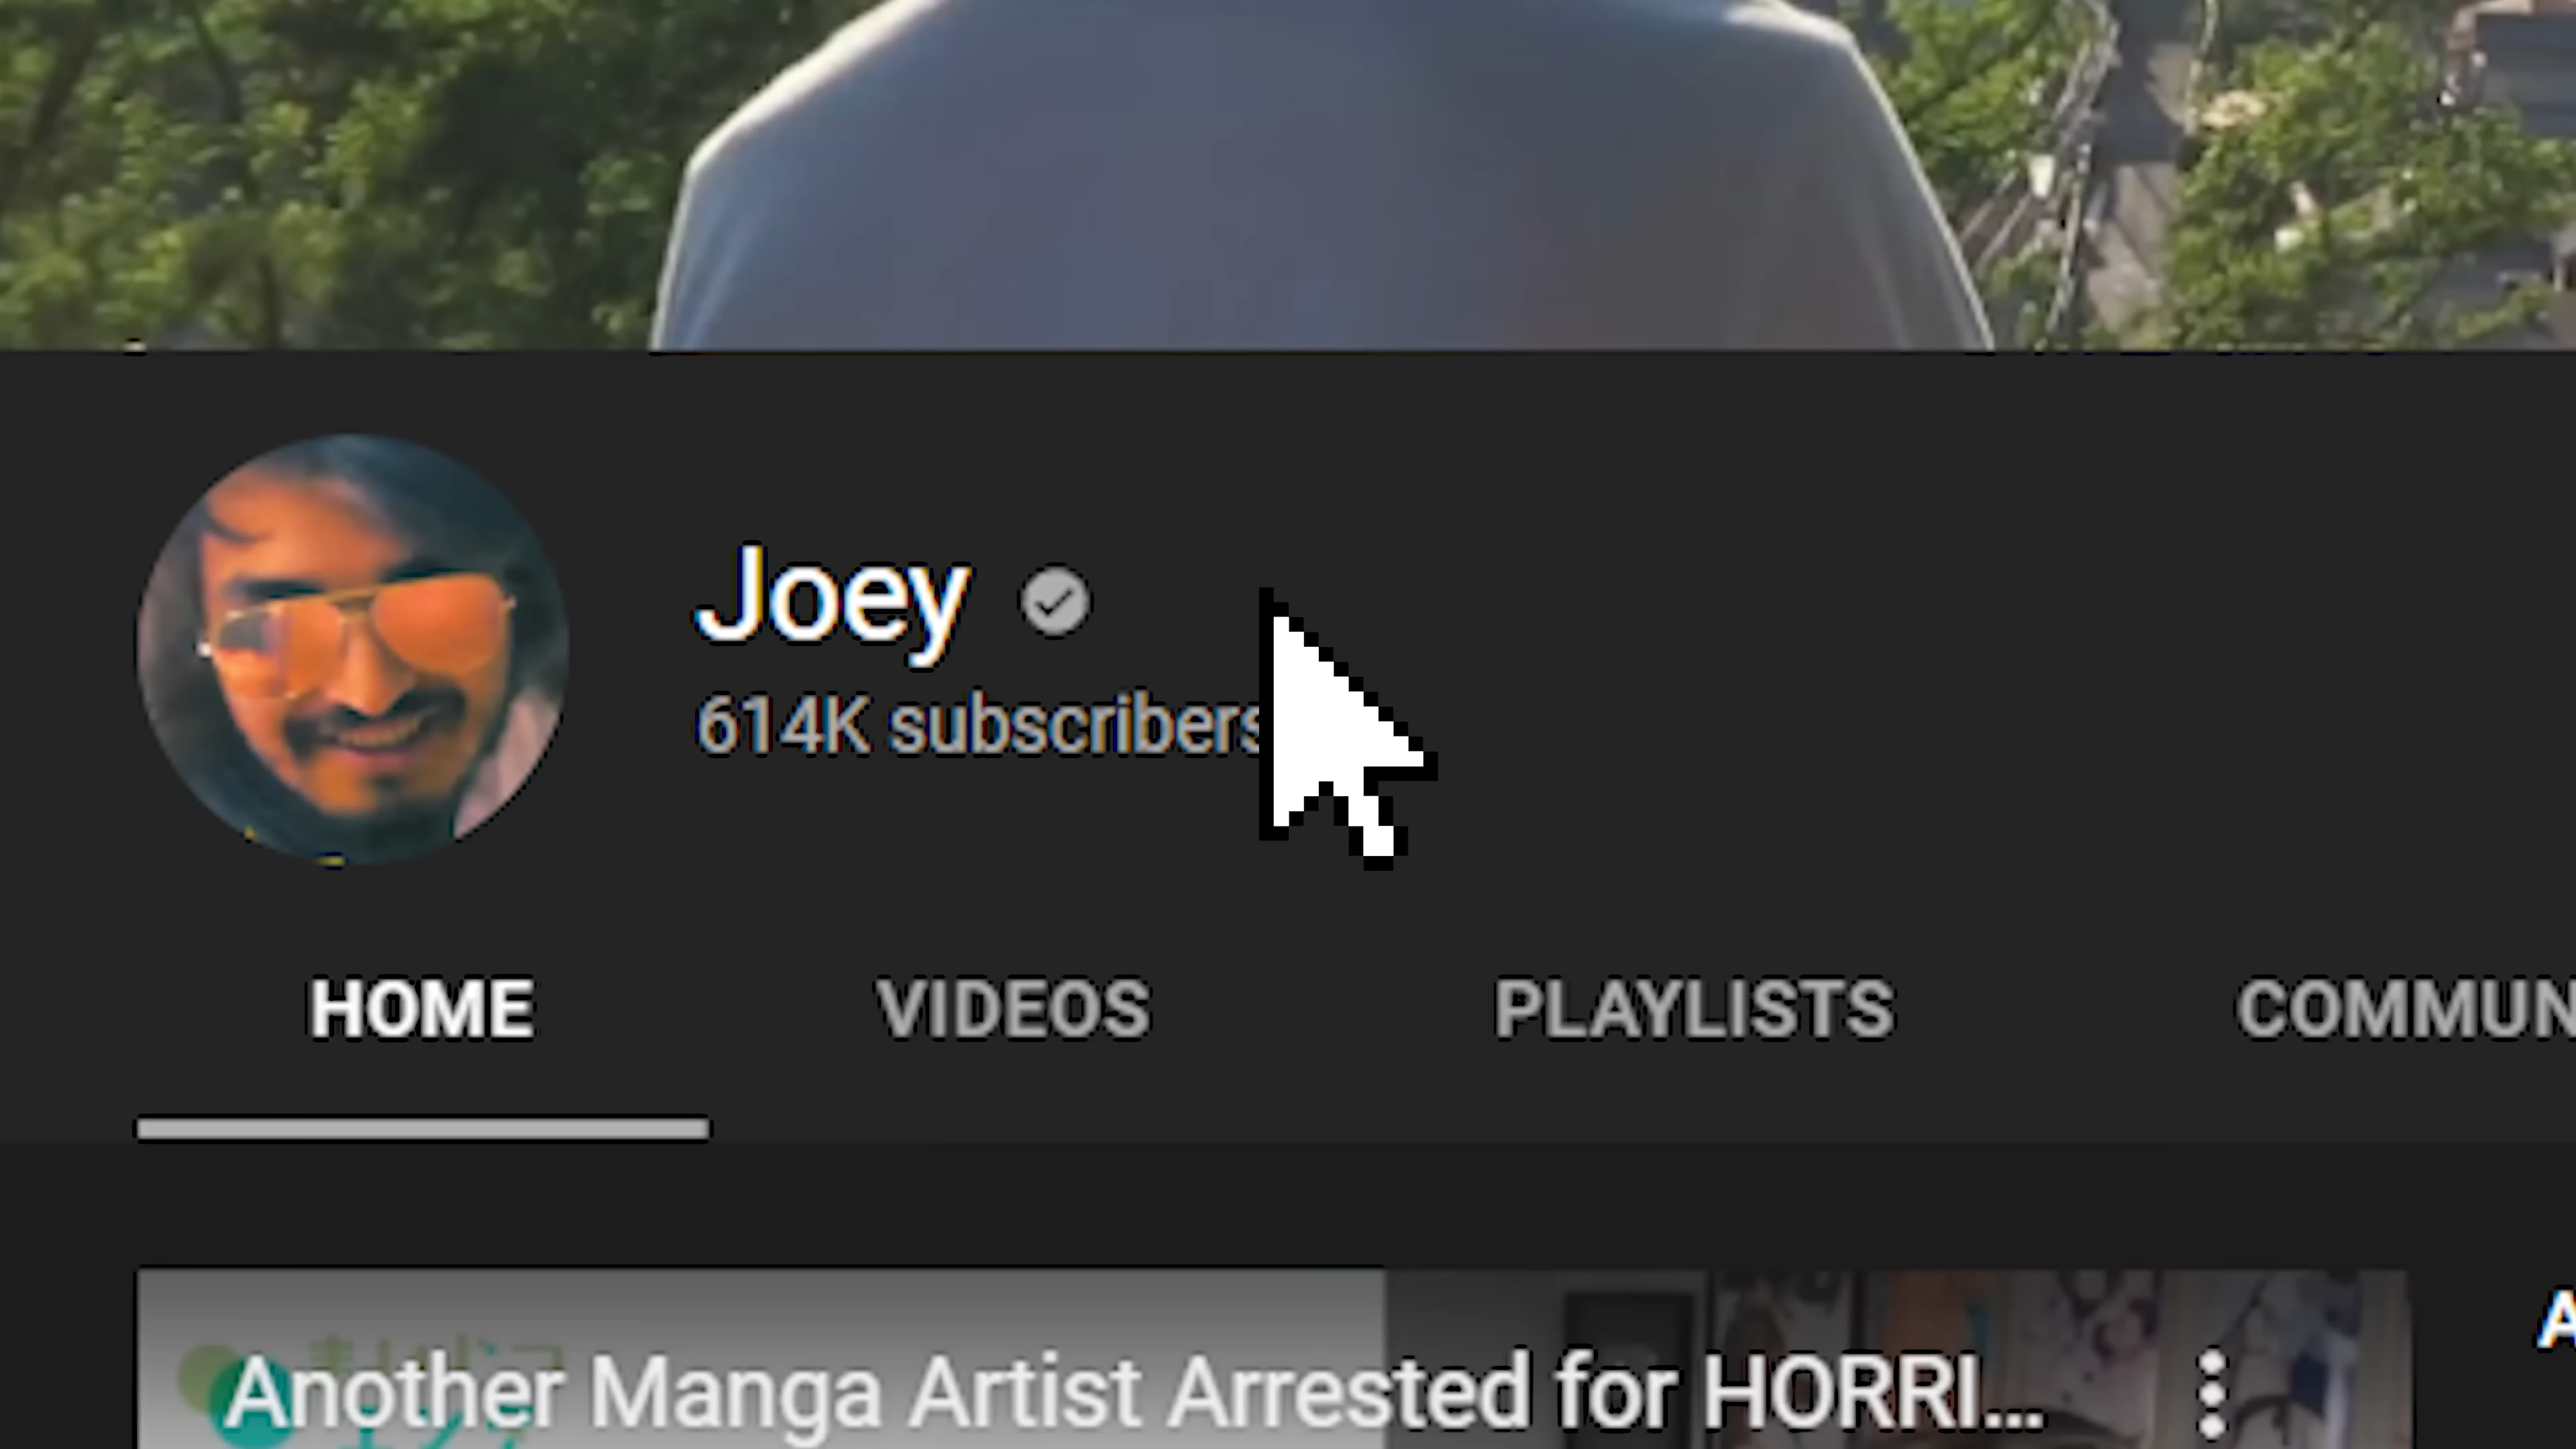 Joey
614K subscribers
HOME VIDEOS PLAYLISTS COMMUN
Another Manga Artist Arrested for HORRI...
A